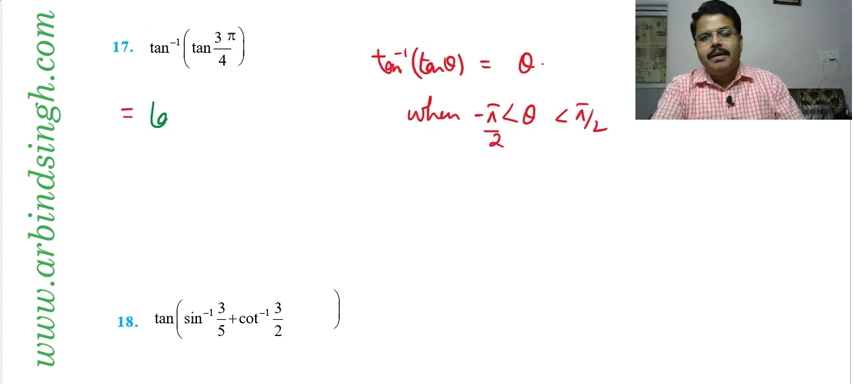 www.arbindsingh.com
17. tan⁻¹(tan 3π/4)
tan⁻¹(tanθ) = θ.
when -π/2 < θ < π/2
=
18. tan(sin⁻¹ 3/5 + cot⁻¹ 3/2)